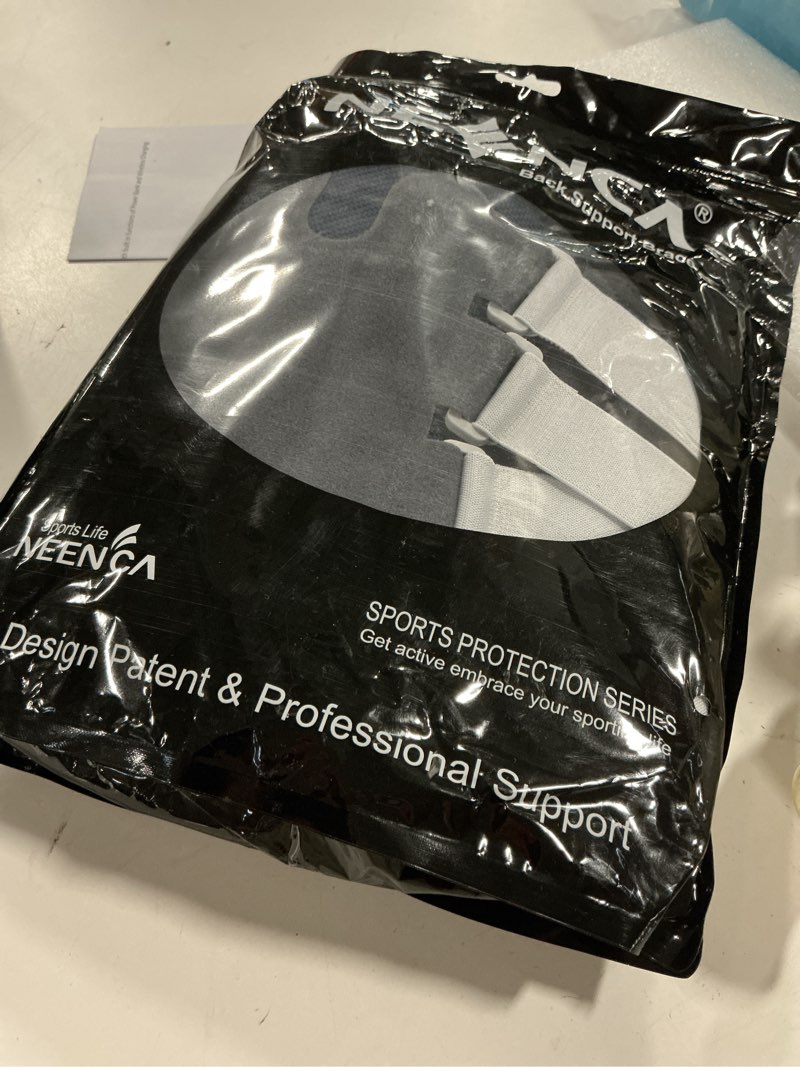 NEENCA®
Back Support Brace
Sports Life
NEENCA
SPORTS PROTECTION SERIES
Get active embrace your sporting life
Design Patent & Professional Support